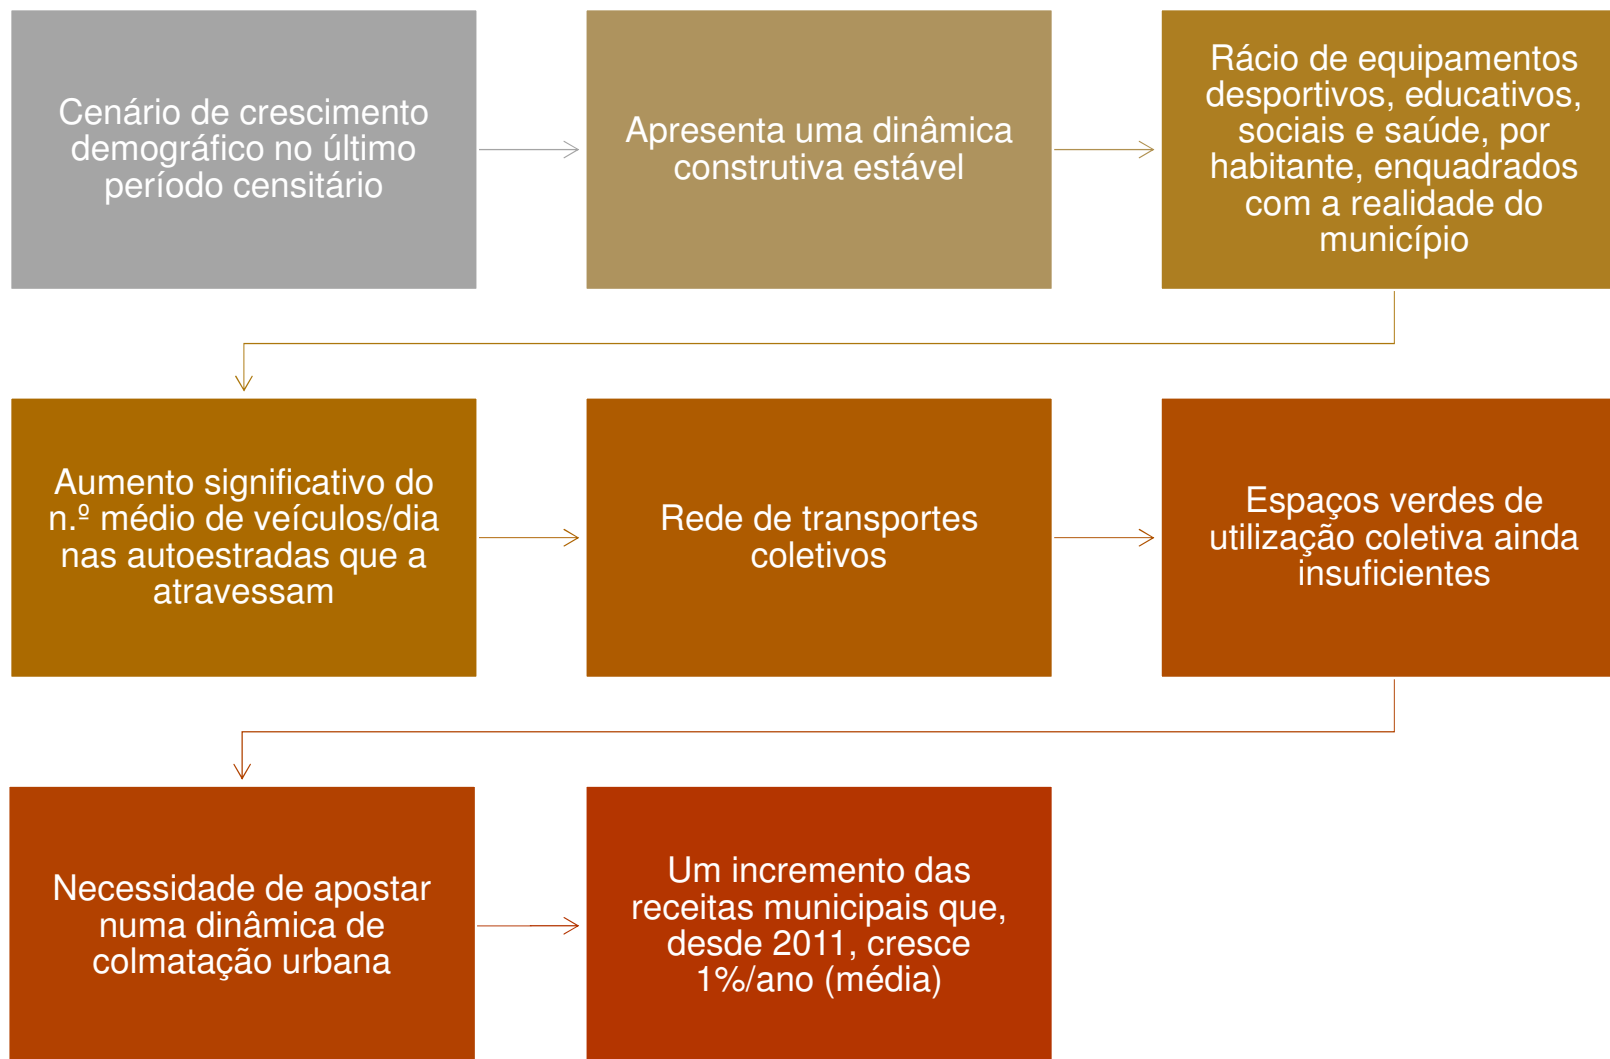 Cenário de crescimento
demográfico no último
período censitário
Apresenta uma dinâmica
construtiva estável
Rácio de equipamentos
desportivos, educativos,
sociais e saúde, por
habitante, enquadrados
com a realidade do
município
Aumento significativo do
n.º médio de veículos/dia
nas autoestradas que a
atravessam
Rede de transportes
coletivos
Espaços verdes de
utilização coletiva ainda
insuficientes
Necessidade de apostar
numa dinâmica de
colmatação urbana
Um incremento das
receitas municipais que,
desde 2011, cresce
1%/ano (média)